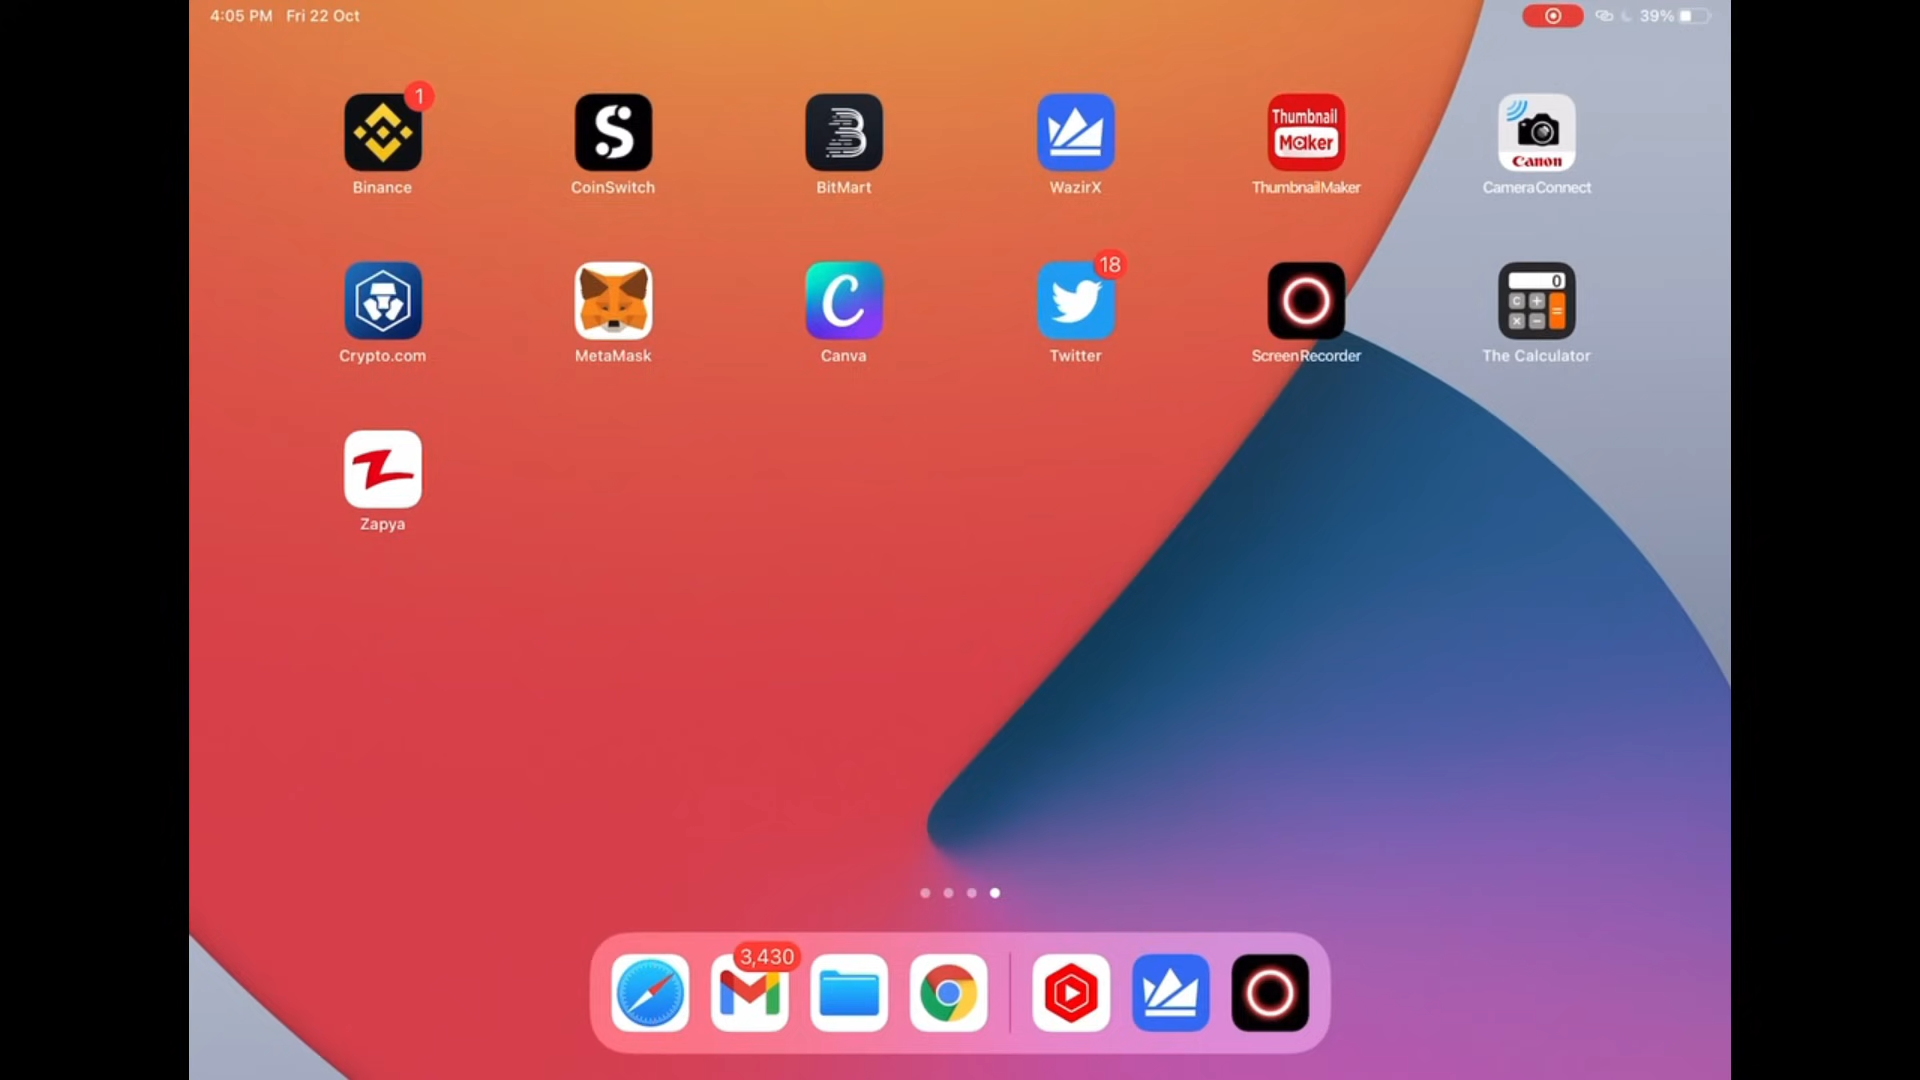 4:05 PM Fri 22 Oct
39%
1
Thumbnail
Maker
Canon
Binance
CoinSwitch
BitMart
WazirX
ThumbnailMaker
CameraConnect
18
0
C +
=
× −
Crypto.com
MetaMask
Canva
Twitter
ScreenRecorder
The Calculator
Zapya
3,430